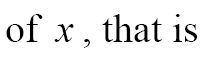 of x , that is